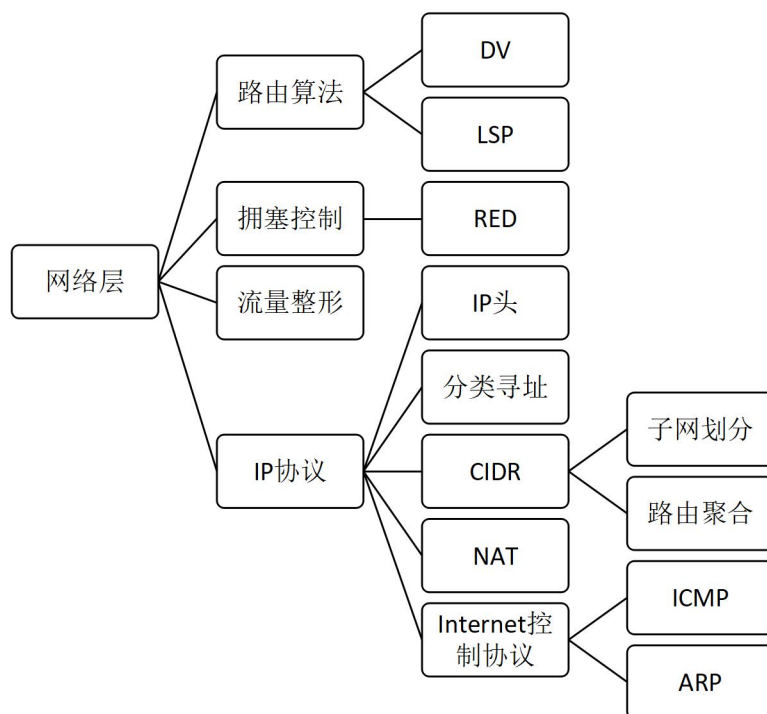 网络层
路由算法
DV
LSP
拥塞控制
RED
流量整形
IP协议
IP头
分类寻址
CIDR
子网划分
路由聚合
NAT
Internet控
制协议
ICMP
ARP